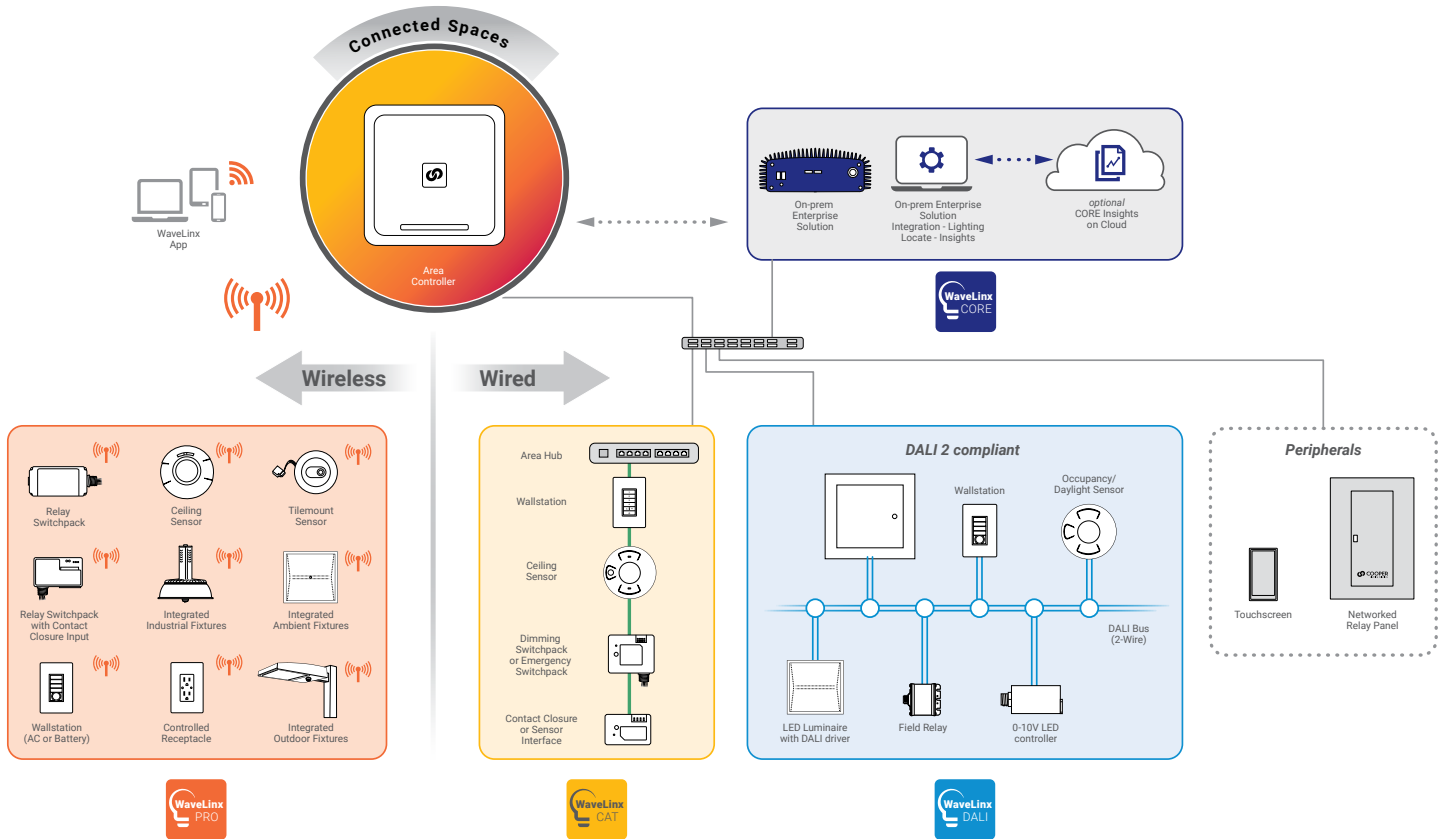 Connected Spaces
WaveLinx
App
Area
Controller
On-prem
Enterprise
Solution
On-prem Enterprise
Solution
Integration - Lighting
Locate - Insights
optional
CORE Insights
on Cloud
WaveLinx
CORE
Wireless
Wired
Relay
Switchpack
Ceiling
Sensor
Tilemount
Sensor
Relay Switchpack
with Contact
Closure Input
Integrated
Industrial Fixtures
Integrated
Ambient Fixtures
Wallstation
(AC or Battery)
Controlled
Receptacle
Integrated
Outdoor Fixtures
WaveLinx
PRO
Area Hub
Wallstation
Ceiling
Sensor
Dimming
Switchpack
or Emergency
Switchpack
Contact Closure
or Sensor
Interface
WaveLinx
CAT
DALI 2 compliant
Wallstation
Occupancy/
Daylight Sensor
DALI Bus
(2-Wire)
LED Luminaire
with DALI driver
Field Relay
0-10V LED
controller
WaveLinx
DALI
Peripherals
COOPER
Touchscreen
Networked
Relay Panel